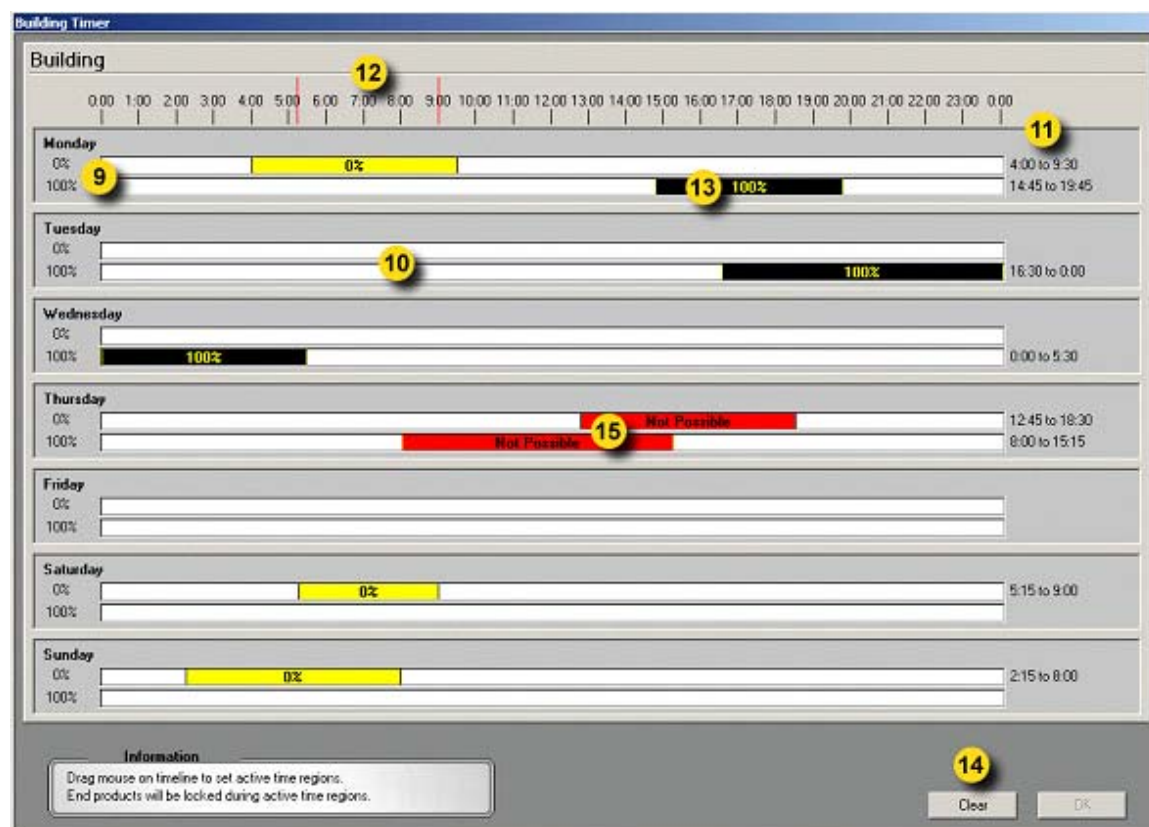 Building Timer
Building
12
0:00 1:00 2:00 3:00 4:00 5:00 6:00 7:00 8:00 9:00 10:00 11:00 12:00 13:00 14:00 15:00 16:00 17:00 18:00 19:00 20:00 21:00 22:00 23:00 0:00
11
Monday
0% 0% 4:00 to 9:30
9
100% 13 100% 14:45 to 19:45
Tuesday
0%
10
100% 100% 16:30 to 0:00
Wednesday
0%
100% 100% 0:00 to 5:30
Thursday
0% Not Possible 12:45 to 18:30
15
100% Not Possible 8:00 to 15:15
Friday
0%
100%
Saturday
0% 0% 5:15 to 9:00
100%
Sunday
0% 0% 2:15 to 8:00
100%
Information
Drag mouse on timeline to set active time regions.
End products will be locked during active time regions.
14
Clear OK